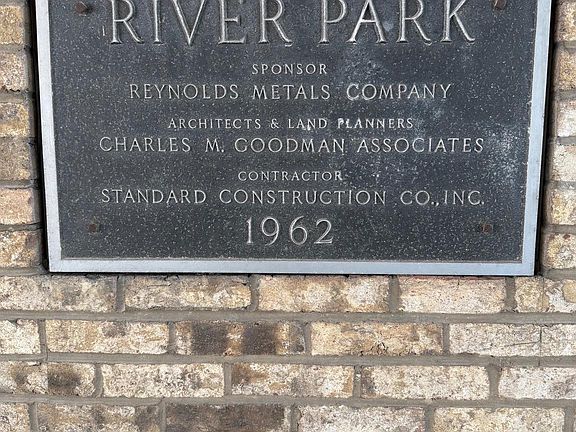 RIVER PARK
SPONSOR
REYNOLDS METALS COMPANY
ARCHITECTS & LAND PLANNERS
CHARLES M. GOODMAN ASSOCIATES
CONTRACTOR
STANDARD CONSTRUCTION CO., INC.
1962